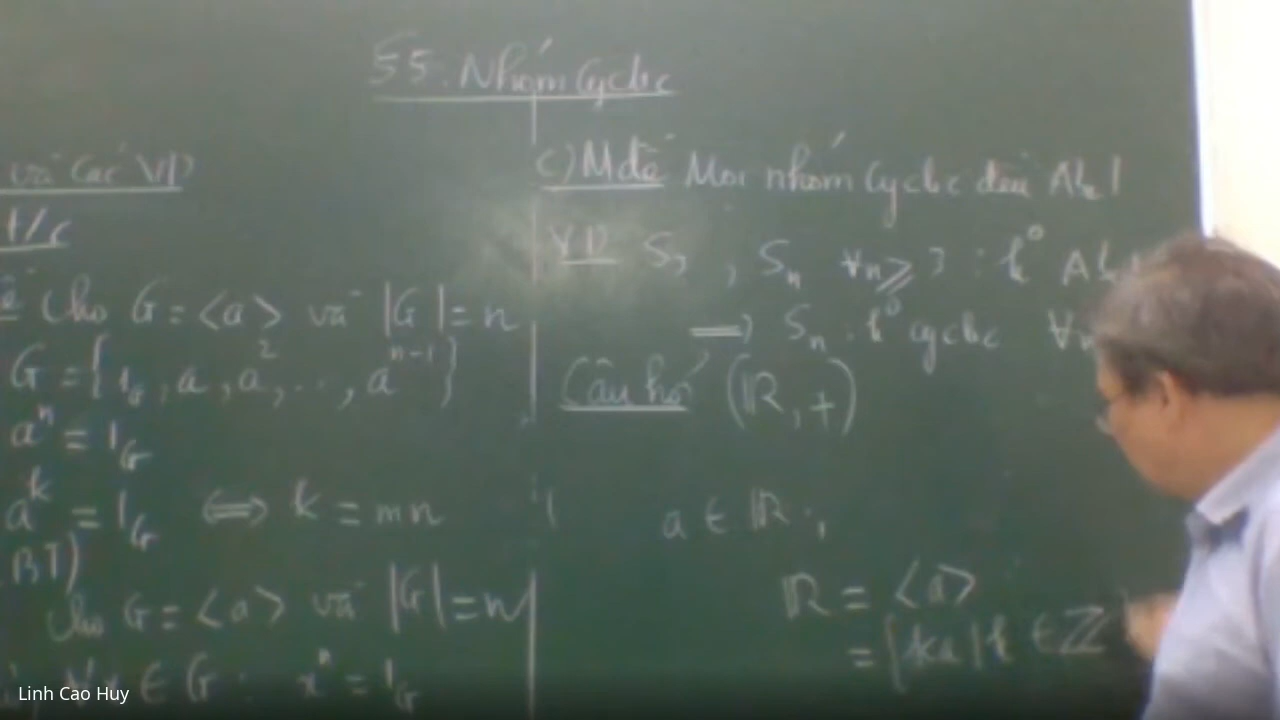 §5. Nhóm Cyclic
và các VD
t/c
đề Cho G = <a> và |G| = n
G = {1_G, a, a², ..., a^{n-1}}
a^n = 1_G
a^k = 1_G ⟺ k = mn
BT)
Cho G = <a> và |G| = n
∈ G : x^n = 1_G
c) Mđề Mọi nhóm Cyclic đều Abel
VD S₃, S_n ∀n ≥ 3 : k° Abel
⟹ S_n : k° cyclic ∀n
Câu hỏi (ℝ, +)
a ∈ ℝ :
ℝ = <a>
= {ka | k ∈ ℤ
Linh Cao Huy